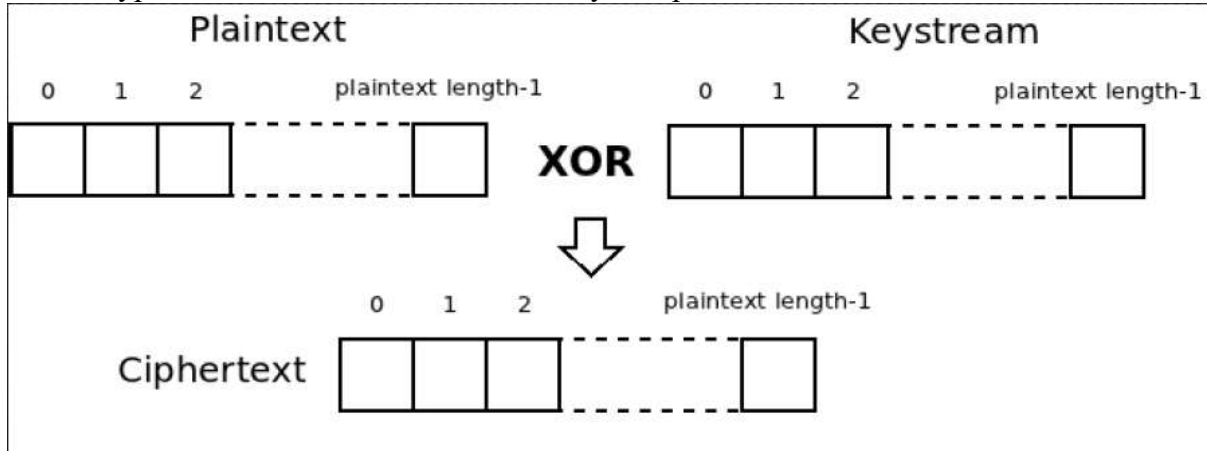 Plaintext Keystream
0 1 2 plaintext length-1 0 1 2 plaintext length-1
XOR
0 1 2 plaintext length-1
Ciphertext